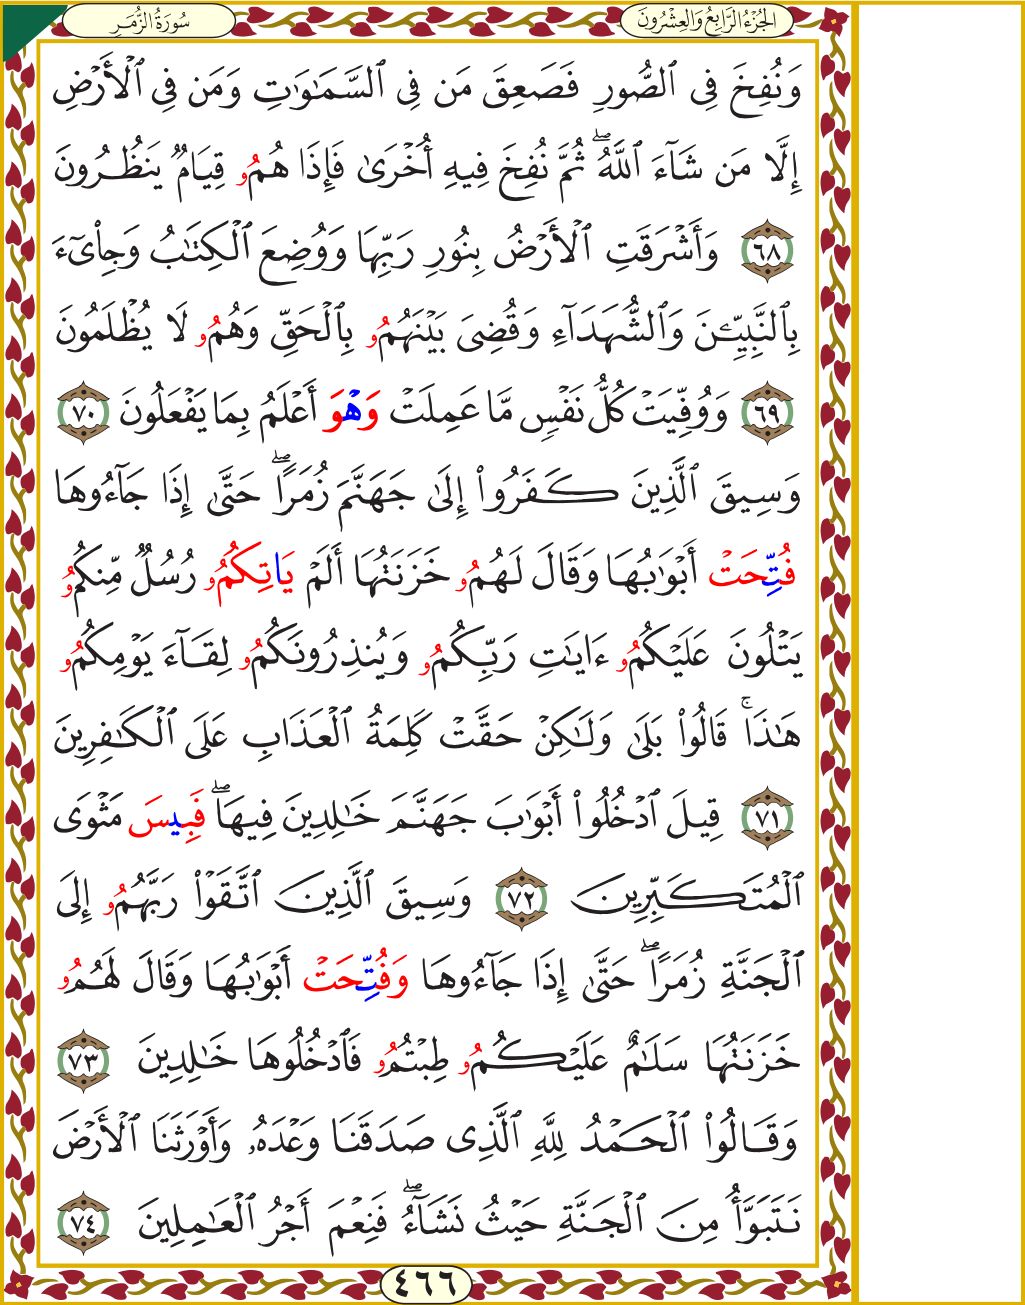 الجُزْءُ الرَّابِعُ وَالعِشْرُونَ
سُورَةُ الزُّمَرِ
وَنُفِخَ فِي ٱلصُّورِ فَصَعِقَ مَن فِي ٱلسَّمَٰوَٰتِ وَمَن فِي ٱلْأَرْضِ
إِلَّا مَن شَآءَ ٱللَّهُۖ ثُمَّ نُفِخَ فِيهِ أُخْرَىٰ فَإِذَا هُمُۥ قِيَامٌ يَنظُرُونَ
٦٨ وَأَشْرَقَتِ ٱلْأَرْضُ بِنُورِ رَبِّهَا وَوُضِعَ ٱلْكِتَٰبُ وَجِاْىٓءَ
بِٱلنَّبِيِّـۧنَ وَٱلشُّهَدَآءِ وَقُضِىَ بَيْنَهُمُۥ بِٱلْحَقِّ وَهُمُۥ لَا يُظْلَمُونَ
٦٩ وَوُفِّيَتْ كُلُّ نَفْسٍ مَّا عَمِلَتْ وَهْوَ أَعْلَمُ بِمَا يَفْعَلُونَ ٧٠
وَسِيقَ ٱلَّذِينَ كَفَرُوٓا۟ إِلَىٰ جَهَنَّمَ زُمَرًاۖ حَتَّىٰٓ إِذَا جَآءُوهَا
فُتِّحَتْ أَبْوَٰبُهَا وَقَالَ لَهُمُۥ خَزَنَتُهَآ أَلَمْ يَاتِكُمُۥ رُسُلٌ مِّنكُمُۥ
يَتْلُونَ عَلَيْكُمُۥ ءَايَٰتِ رَبِّكُمُۥ وَيُنذِرُونَكُمُۥ لِقَآءَ يَوْمِكُمُۥ
هَٰذَاۚ قَالُوا۟ بَلَىٰ وَلَٰكِنْ حَقَّتْ كَلِمَةُ ٱلْعَذَابِ عَلَى ٱلْكَٰفِرِينَ
٧١ قِيلَ ٱدْخُلُوٓا۟ أَبْوَٰبَ جَهَنَّمَ خَٰلِدِينَ فِيهَاۖ فَبِيسَ مَثْوَى
ٱلْمُتَكَبِّرِينَ ٧٢ وَسِيقَ ٱلَّذِينَ ٱتَّقَوْا۟ رَبَّهُمُۥ إِلَى
ٱلْجَنَّةِ زُمَرًاۖ حَتَّىٰٓ إِذَا جَآءُوهَا وَفُتِّحَتْ أَبْوَٰبُهَا وَقَالَ لَهُمُۥ
خَزَنَتُهَا سَلَٰمٌ عَلَيْكُمُۥ طِبْتُمُۥ فَٱدْخُلُوهَا خَٰلِدِينَ ٧٣
وَقَالُوا۟ ٱلْحَمْدُ لِلَّهِ ٱلَّذِى صَدَقَنَا وَعْدَهُۥ وَأَوْرَثَنَا ٱلْأَرْضَ
نَتَبَوَّأُ مِنَ ٱلْجَنَّةِ حَيْثُ نَشَآءُۖ فَنِعْمَ أَجْرُ ٱلْعَٰمِلِينَ ٧٤
٤٦٦